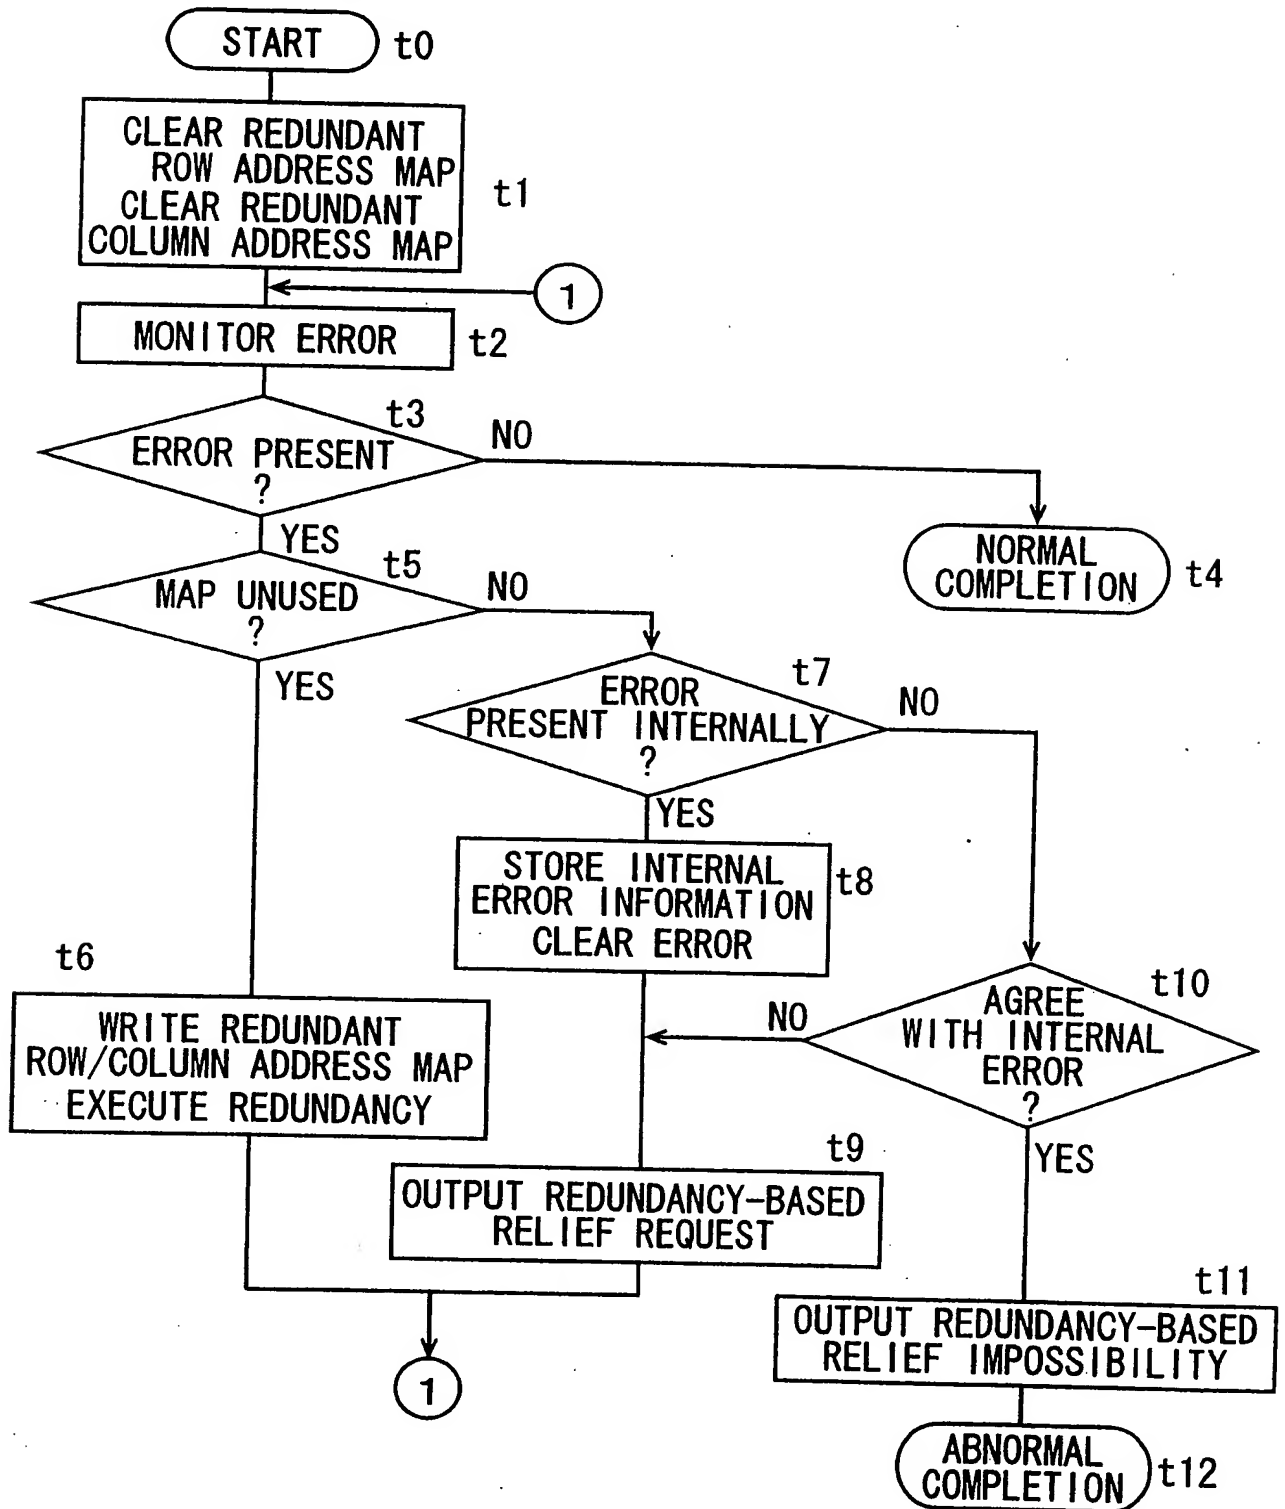 START
t0
CLEAR REDUNDANT
ROW ADDRESS MAP
CLEAR REDUNDANT
COLUMN ADDRESS MAP
t1
1
MONITOR ERROR
t2
t3
ERROR PRESENT
?
NO
YES
NORMAL
COMPLETION
t4
t5
MAP UNUSED
?
NO
YES
t7
ERROR
PRESENT INTERNALLY
?
NO
YES
STORE INTERNAL
ERROR INFORMATION
CLEAR ERROR
t8
t6
WRITE REDUNDANT
ROW/COLUMN ADDRESS MAP
EXECUTE REDUNDANCY
t10
AGREE
WITH INTERNAL
ERROR
?
NO
YES
t9
OUTPUT REDUNDANCY-BASED
RELIEF REQUEST
t11
OUTPUT REDUNDANCY-BASED
RELIEF IMPOSSIBILITY
1
ABNORMAL
COMPLETION
t12